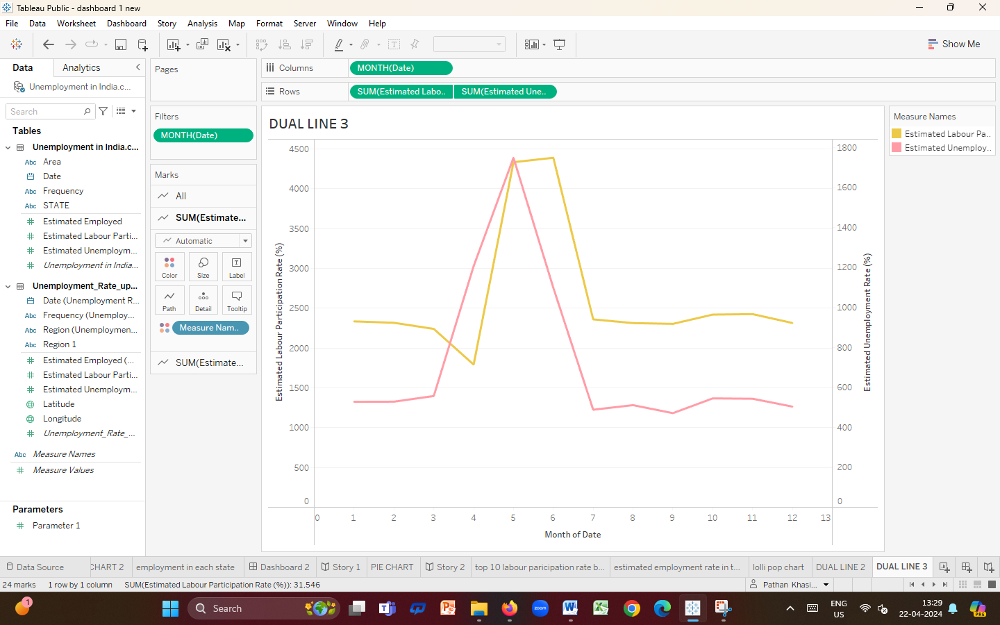 Tableau Public - dashboard 1 new
File Data Worksheet Dashboard Story Analysis Map Format Server Window Help
Show Me
Data Analytics
Unemployment in India.c...
Search
Tables
Unemployment in India.c...
Abc Area
Date
Abc Frequency
Abc STATE
Estimated Employed
Estimated Labour Parti...
Estimated Unemploym...
Unemployment in India...
Unemployment_Rate_up...
Date (Unemployment R...
Abc Frequency (Unemploy...
Abc Region (Unemploymen...
Abc Region 1
Estimated Employed (...
Estimated Labour Parti...
Estimated Unemploym...
Latitude
Longitude
Unemployment_Rate_...
Abc Measure Names
Measure Values
Parameters
Parameter 1
Pages
Filters
MONTH(Date)
Marks
All
SUM(Estimate...
Automatic
Color Size Label
Path Detail Tooltip
Measure Nam..
SUM(Estimate...
Columns MONTH(Date)
Rows SUM(Estimated Labo.. SUM(Estimated Une..
DUAL LINE 3
4500
4000
3500
3000
2500
2000
1500
1000
500
0
Estimated Labour Participation Rate (%)
1800
1600
1400
1200
1000
800
600
400
200
0
Estimated Unemployment Rate (%)
0 1 2 3 4 5 6 7 8 9 10 11 12 13
Month of Date
Measure Names
Estimated Labour Pa..
Estimated Unemploy..
Data Source CHART 2 employment in each state Dashboard 2 Story 1 PIE CHART Story 2 top 10 labour paricipation rate b... estimated employment rate in t... lolli pop chart DUAL LINE 2 DUAL LINE 3
24 marks 1 row by 1 column SUM(Estimated Labour Participation Rate (%)): 31,546 Pathan Khasi...
1
Search
zoom
PRE
ENG
US
13:29
22-04-2024